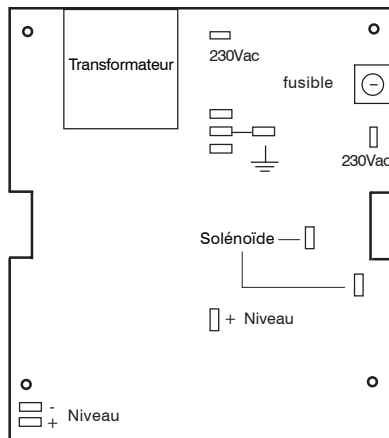 230Vac
Transformateur
fusible
230Vac
Solénoïde
+ Niveau
-
+ Niveau